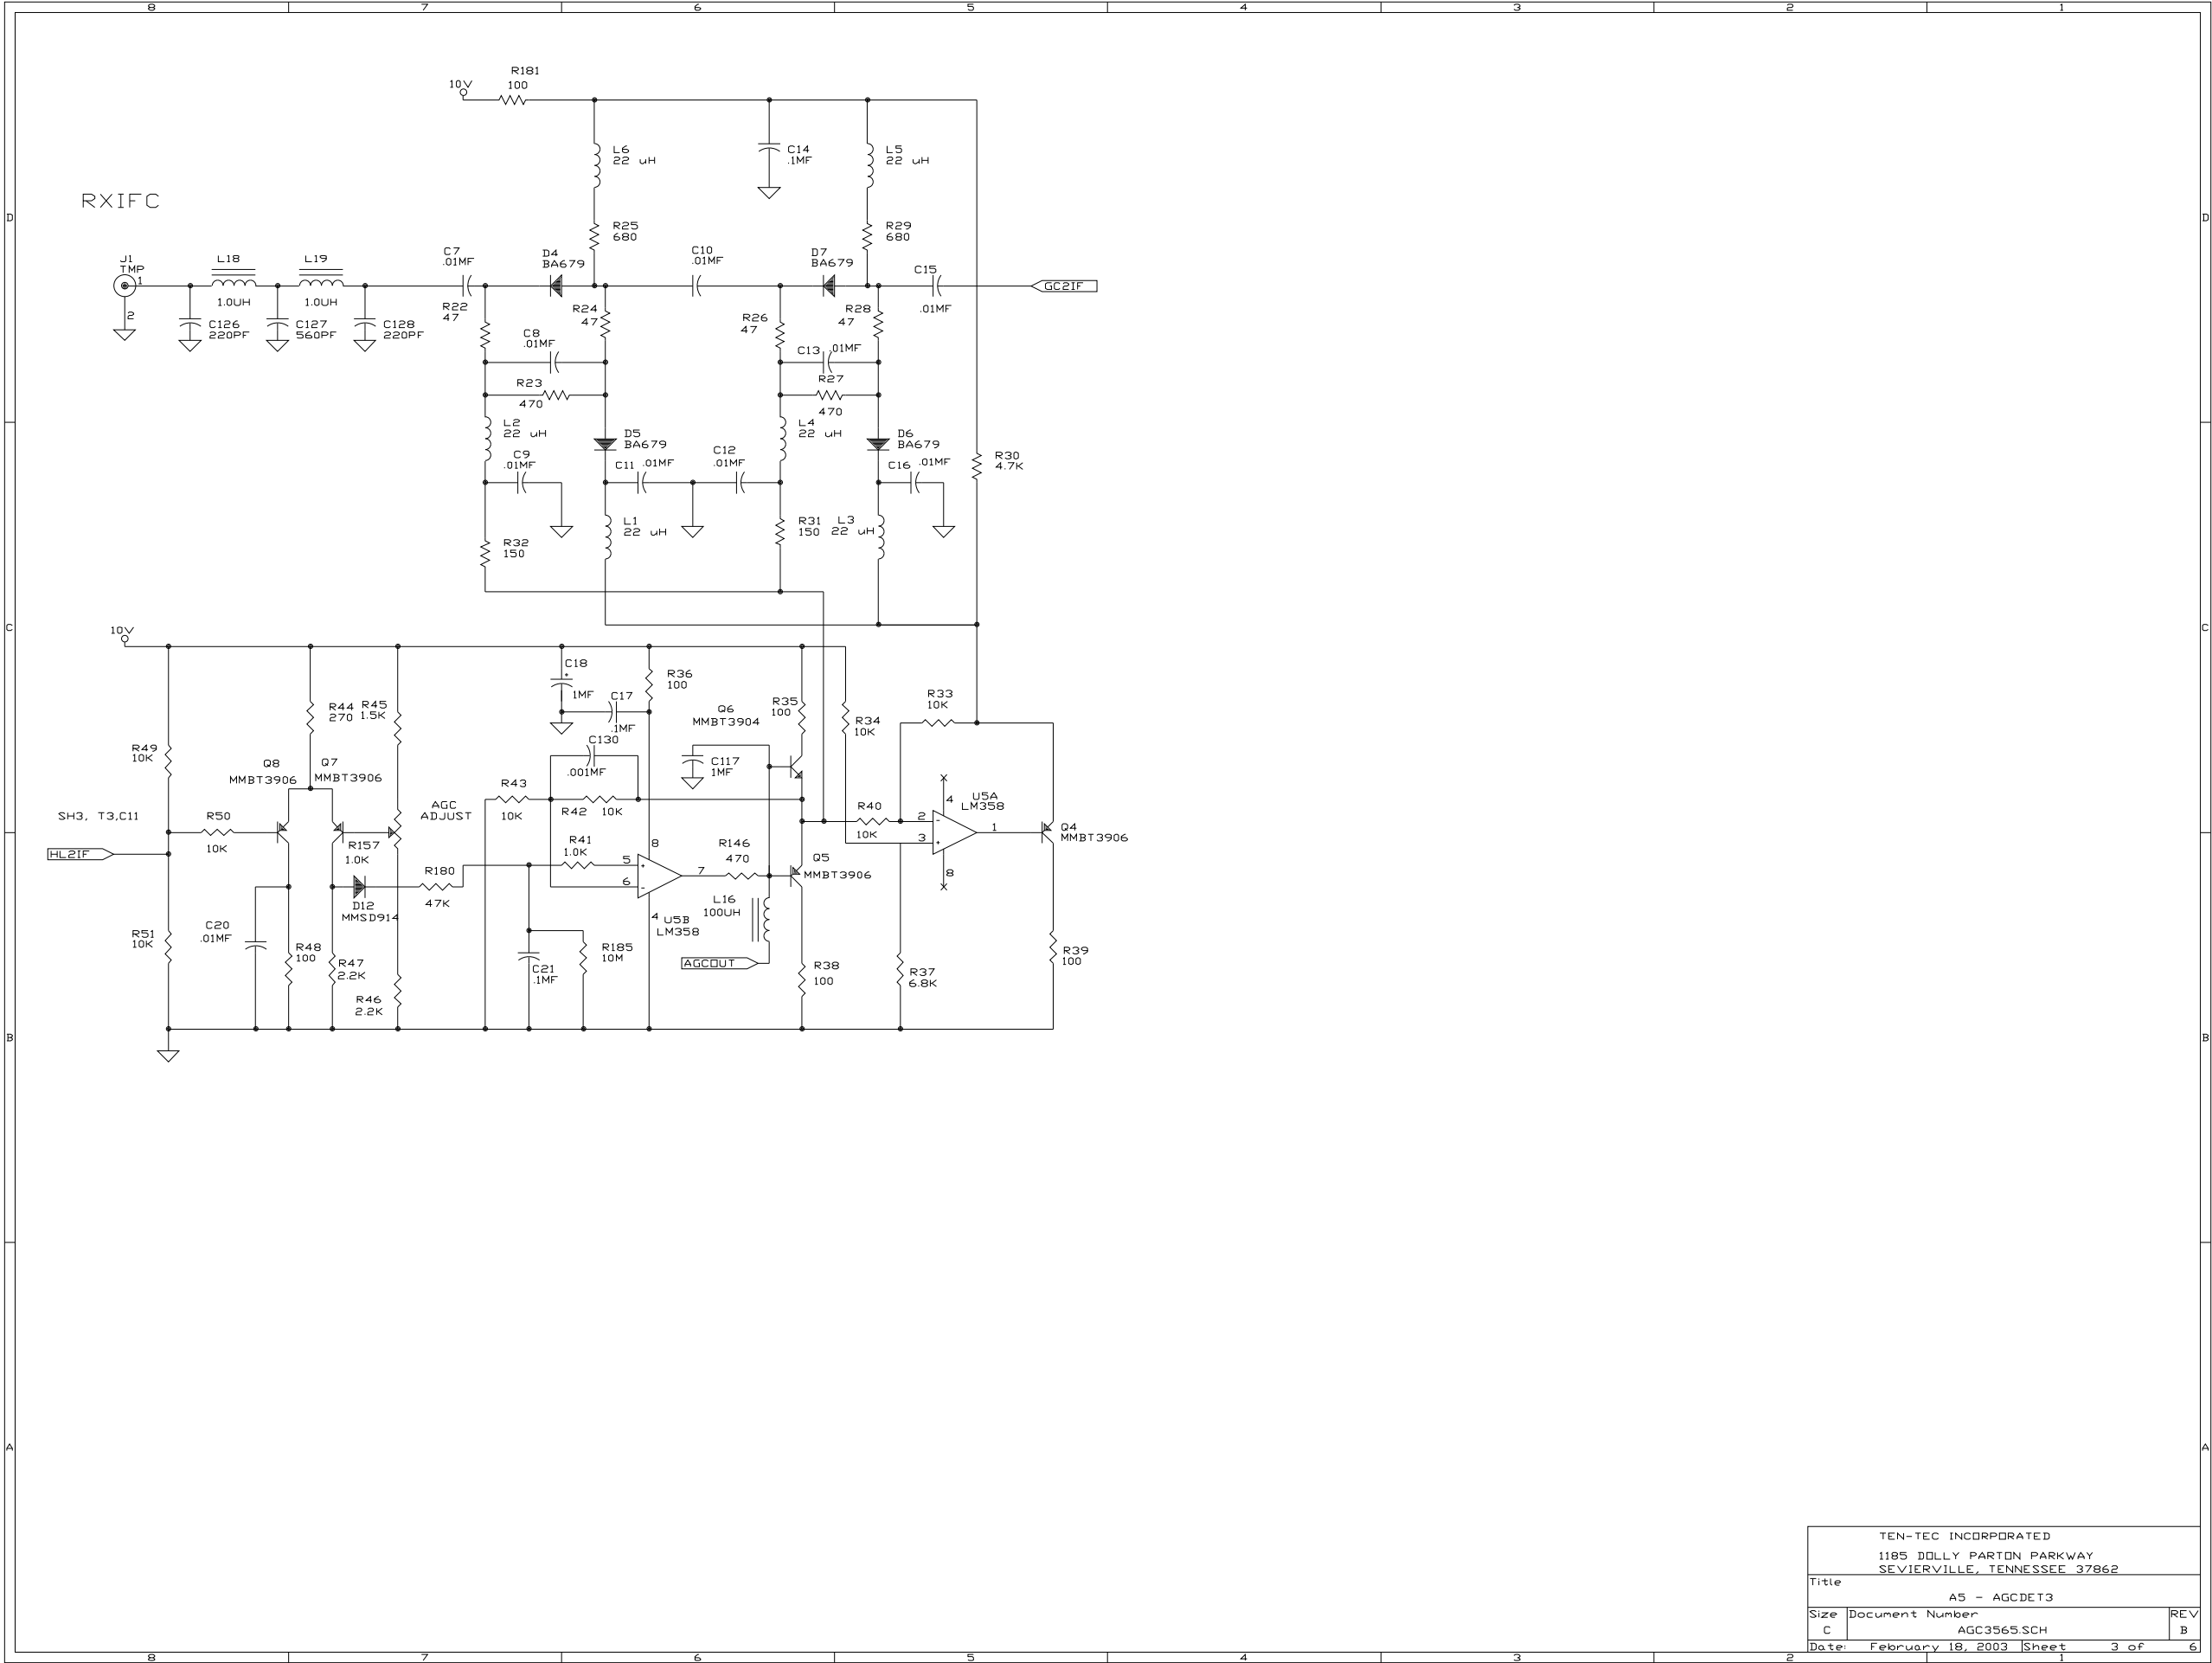 8 7 6 5 4 3 2 1
R181
100
10V
L6
22 uH
C14
.1MF
L5
22 uH
RXIFC
D
D
R25
680
R29
680
J1
TMP
1
2
L18
1.0UH
L19
1.0UH
C7
.01MF
D4
BA679
C10
.01MF
D7
BA679
C15
.01MF
GC2IF
C126
220PF
C127
560PF
C128
220PF
R22
47
R24
47
R26
47
R28
47
C8
.01MF
C13
.01MF
R23
470
R27
470
L2
22 uH
D5
BA679
L4
22 uH
D6
BA679
C9
.01MF
C11
.01MF
C12
.01MF
C16
.01MF
R30
4.7K
R32
150
L1
22 uH
R31
150
L3
22 uH
C
C
10V
C18
+
1MF
R36
100
C17
.1MF
R44
270
R45
1.5K
Q6
MMBT3904
R35
100
R34
10K
R33
10K
R49
10K
C130
.001MF
C117
1MF
Q8
MMBT3906
Q7
MMBT3906
R43
10K
R42
10K
AGC
ADJUST
SH3, T3,C11
R50
10K
HL2IF
R157
1.0K
R41
1.0K
R40
10K
U5A
LM358
4
2
-
3
+
1
8
Q4
MMBT3906
8
5
+
6
-
7
4
U5B
LM358
R146
470
Q5
MMBT3906
R180
47K
D12
MMSD914
L16
100UH
C20
.01MF
R51
10K
R48
100
R47
2.2K
R46
2.2K
C21
.1MF
R185
10M
AGCOUT
R38
100
R37
6.8K
R39
100
B
B
A
A
TEN-TEC INCORPORATED
1185 DOLLY PARTON PARKWAY
SEVIERVILLE, TENNESSEE 37862
Title
A5 - AGCDET3
Size Document Number REV
C AGC3565.SCH B
Date: February 18, 2003 Sheet 3 of 6
8 7 6 5 4 3 2 1